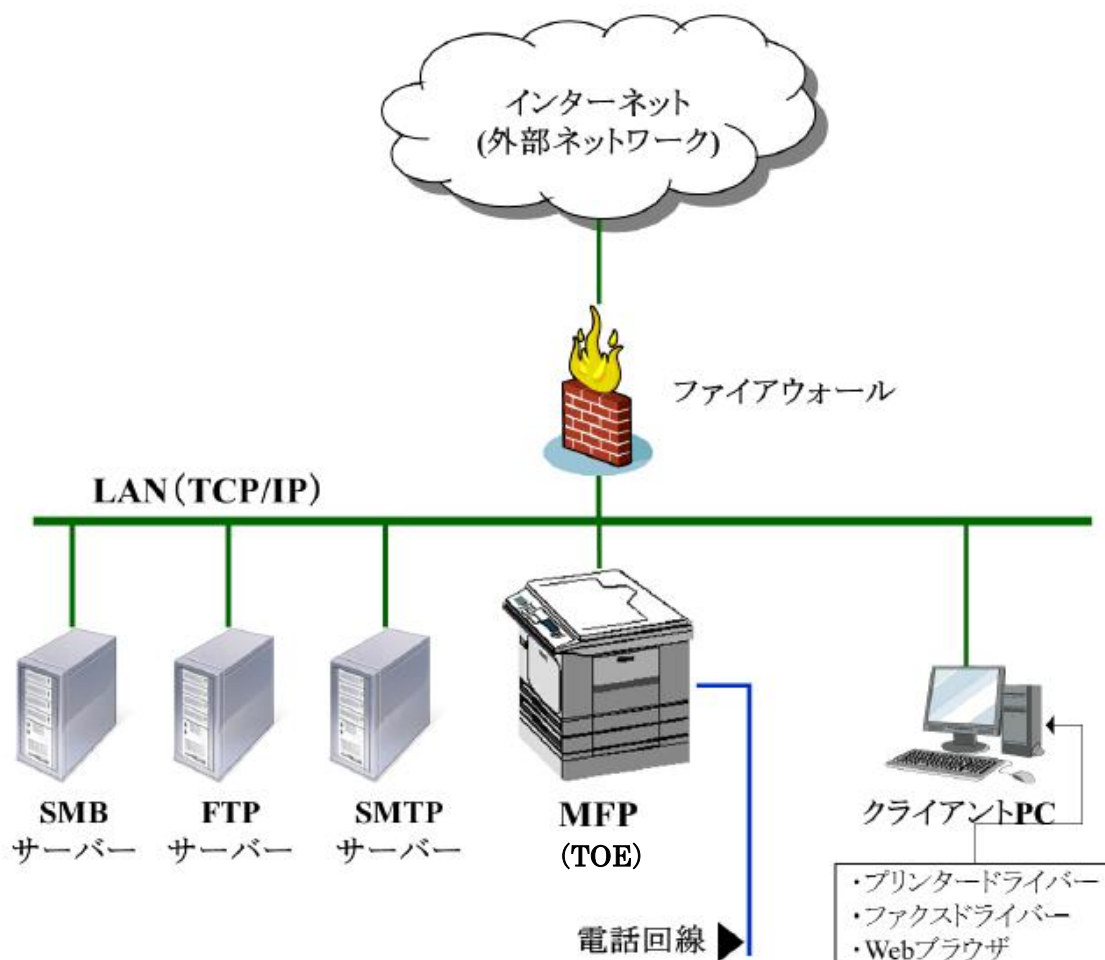 インターネット
(外部ネットワーク)
ファイアウォール
LAN(TCP/IP)
SMB
サーバー
FTP
サーバー
SMTP
サーバー
MFP
(TOE)
クライアントPC
・プリンタードライバー
・ファクスドライバー
・Webブラウザ
電話回線